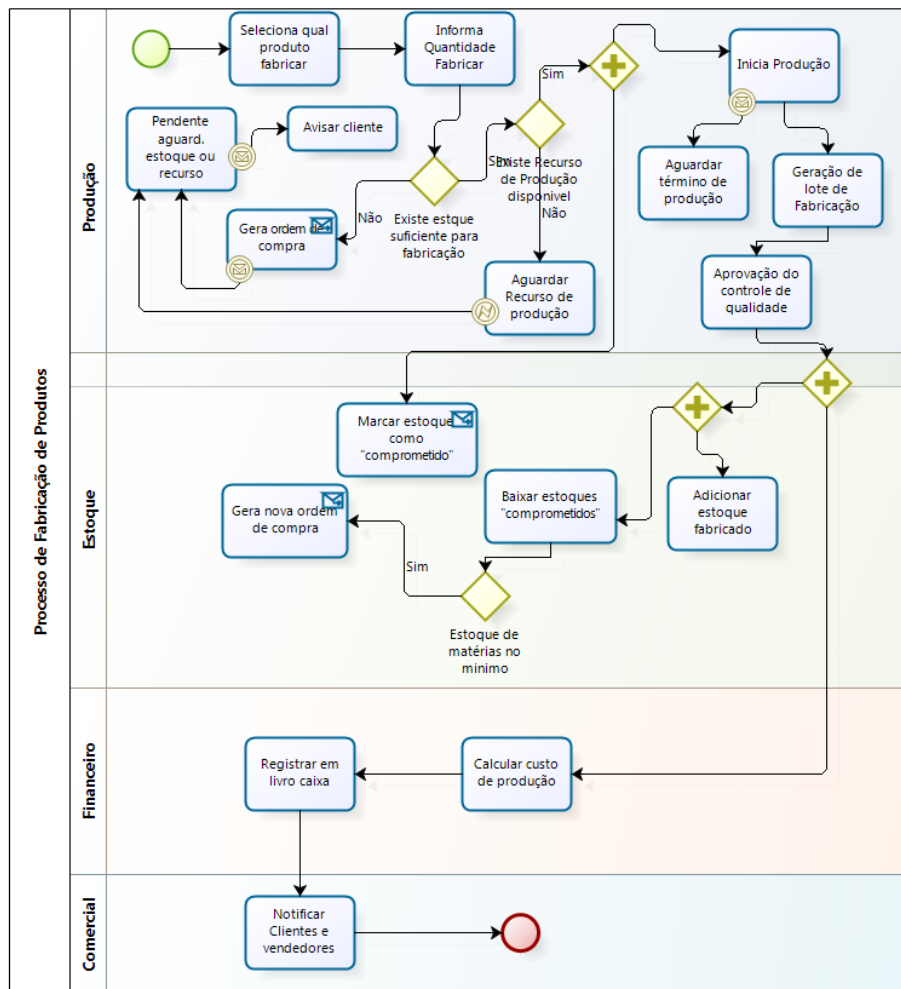 Processo de Fabricação de Produtos
Produção
Seleciona qual
produto
fabricar
Informa
Quantidade
Fabricar
Sim
Inicia Produção
Pendente
aguard.
estoque ou
recurso
Avisar cliente
Sim
Existe Recurso
de Produção
disponivel
Não
Aguardar
término de
produção
Geração
de lote de
Fabricação
Não
Existe estque
suficiente para
fabricação
Gera ordem de
compra
Aguardar
Recurso de
produção
Aprovação do
controle de
qualidade
Estoque
Marcar estoque
como
"comprometido"
Gera nova ordem
de compra
Baixar estoques
"comprometidos"
Adicionar
estoque
fabricado
Sim
Estoque de
matérias no
minimo
Financeiro
Registrar em
livro caixa
Calcular custo
de produção
Comercial
Notificar
Clientes e
vendedores